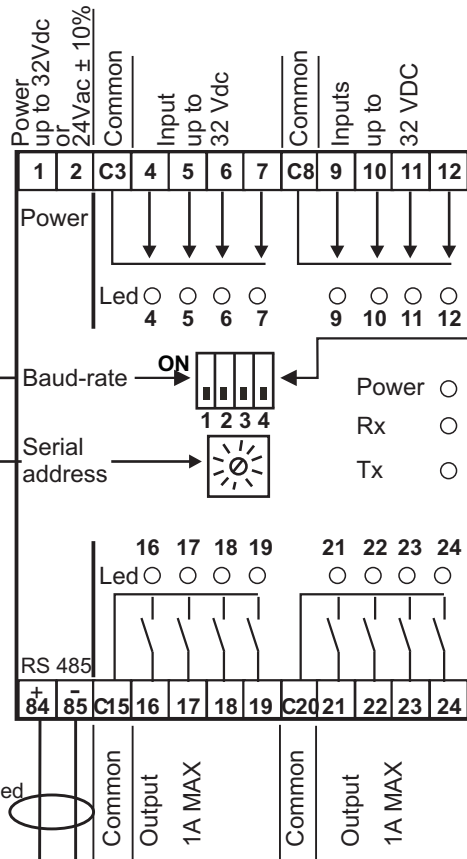 Power
up to 32Vdc
or
24Vac ± 10%
Common
Input
up to
32 Vdc
Common
Inputs
up to
32 VDC
1 2 C3 4 5 6 7 C8 9 10 11 12
Power
Led
4 5 6 7 9 10 11 12
ON
Baud-rate
1 2 3 4
Power
Rx
Tx
Serial
address
16 17 18 19 21 22 23 24
Led
RS 485
+ -
84 85 C15 16 17 18 19 C20 21 22 23 24
ed
Common
Output
1A MAX
Common
Output
1A MAX